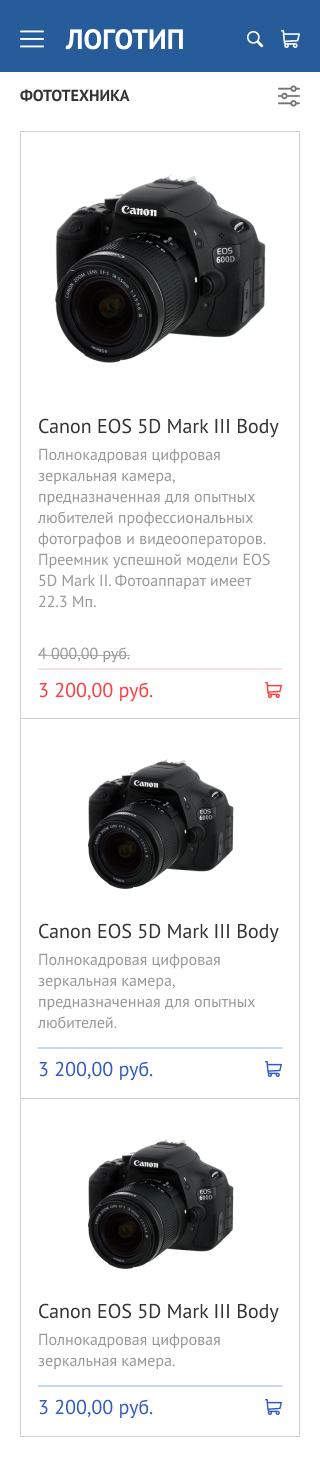 ЛОГОТИП
ФОТОТЕХНИКА
Canon
EOS
600D
CANON ZOOM LENS EF-S
Canon EOS 5D Mark III Body
Полнокадровая цифровая
зеркальная камера,
предназначенная для опытных
любителей профессиональных
фотографов и видеооператоров.
Преемник успешной модели EOS
5D Mark II. Фотоаппарат имеет
22.3 Мп.
4 000,00 руб.
3 200,00 руб.
Canon
EOS
600D
Canon EOS 5D Mark III Body
Полнокадровая цифровая
зеркальная камера,
предназначенная для опытных
любителей.
3 200,00 руб.
Canon
EOS
600D
Canon EOS 5D Mark III Body
Полнокадровая цифровая
зеркальная камера.
3 200,00 руб.